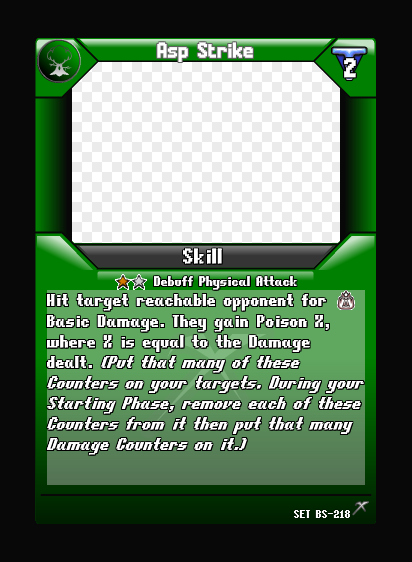 Asp Strike
2
Skill
Debuff Physical Attack
Hit target reachable opponent for
Basic Damage. They gain Poison X,
where X is equal to the Damage
dealt. (Put that many of these
Counters on your targets. During your
Starting Phase, remove each of these
Counters from it then put that many
Damage Counters on it.)
SET BS-218